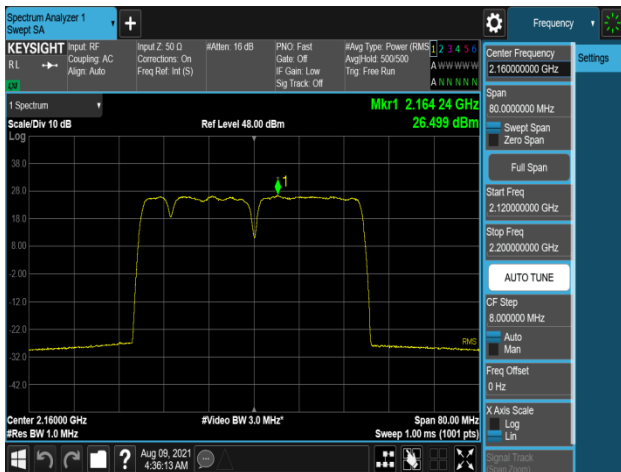 Spectrum Analyzer 1
Swept SA
Frequency
KEYSIGHT
RL
LXI
Input: RF
Coupling: AC
Align: Auto
Input Z: 50 Ω
Corrections: On
Freq Ref: Int (S)
#Atten: 16 dB
PNO: Fast
Gate: Off
IF Gain: Low
Sig Track: Off
#Avg Type: Power (RMS
Avg|Hold: 500/500
Trig: Free Run
1 2 3 4 5 6
A W W W W W
A N N N N N
1 Spectrum
Scale/Div 10 dB
Ref Level 48.00 dBm
Mkr1 2.164 24 GHz
26.499 dBm
Log
38.0
28.0
18.0
8.00
-2.00
-12.0
-22.0
-32.0
-42.0
1
RMS
Center 2.16000 GHz
#Res BW 1.0 MHz
#Video BW 3.0 MHz*
Span 80.00 MHz
Sweep 1.00 ms (1001 pts)
Aug 09, 2021
4:36:13 AM
Center Frequency
2.160000000 GHz
Settings
Span
80.0000000 MHz
Swept Span
Zero Span
Full Span
Start Freq
2.120000000 GHz
Stop Freq
2.200000000 GHz
AUTO TUNE
CF Step
8.000000 MHz
Auto
Man
Freq Offset
0 Hz
X Axis Scale
Log
Lin
Signal Track
(Span Zoom)